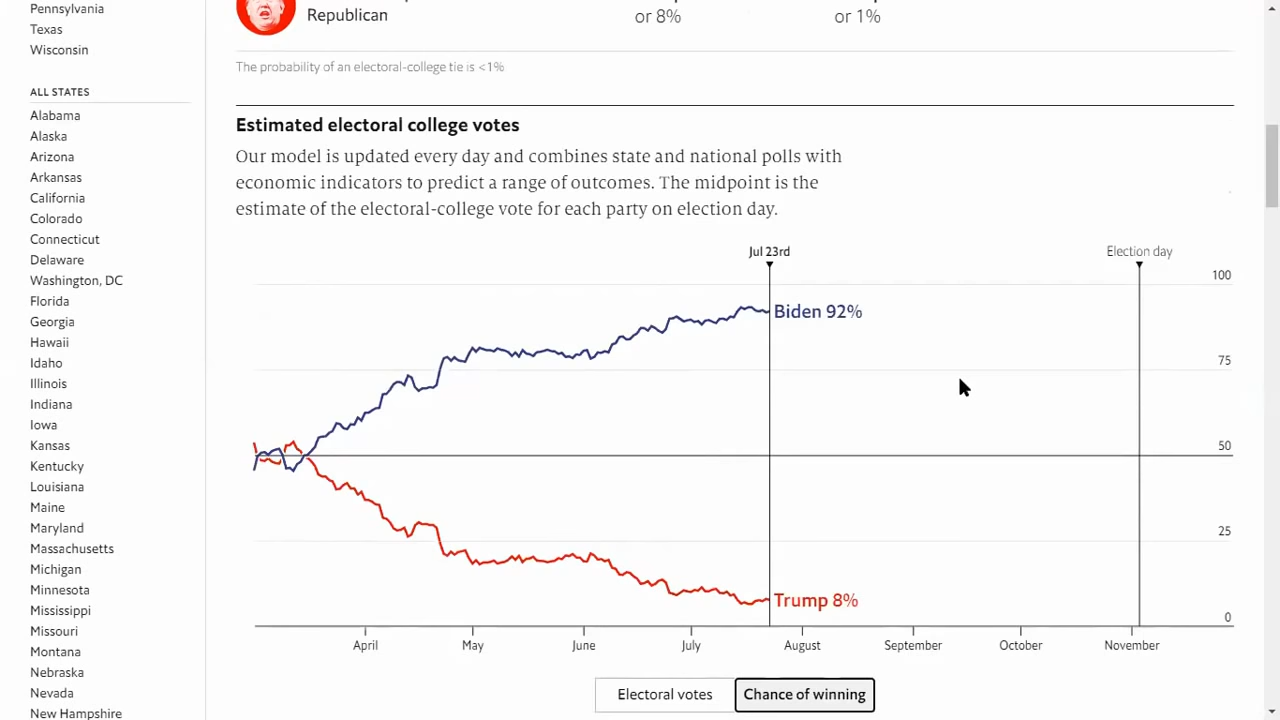 Pennsylvania
Texas
Wisconsin
ALL STATES
Alabama
Alaska
Arizona
Arkansas
California
Colorado
Connecticut
Delaware
Washington, DC
Florida
Georgia
Hawaii
Idaho
Illinois
Indiana
Iowa
Kansas
Kentucky
Louisiana
Maine
Maryland
Massachusetts
Michigan
Minnesota
Mississippi
Missouri
Montana
Nebraska
Nevada
New Hampshire
Republican
or 8%
or 1%
The probability of an electoral-college tie is <1%
Estimated electoral college votes
Our model is updated every day and combines state and national polls with
economic indicators to predict a range of outcomes. The midpoint is the
estimate of the electoral-college vote for each party on election day.
Jul 23rd
Election day
100
Biden 92%
75
50
25
Trump 8%
0
April May June July August September October November
Electoral votes
Chance of winning